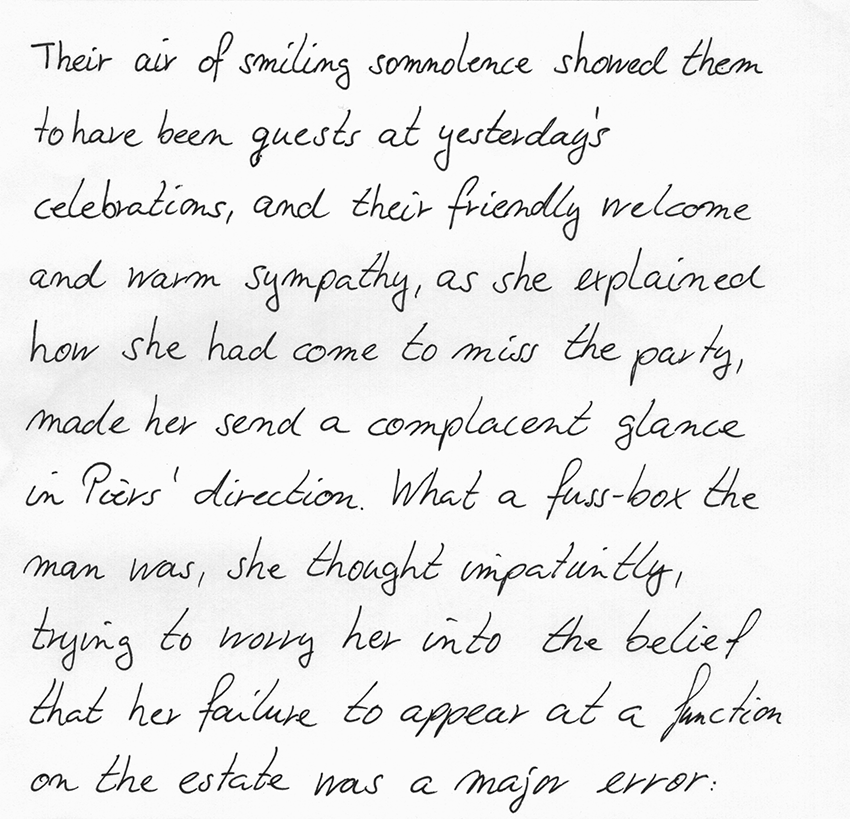 Their air of smiling somnolence showed them
to have been guests at yesterday's
celebrations, and their friendly welcome
and warm sympathy, as she explained
how she had come to miss the party,
made her send a complacent glance
in Piers' direction. What a fuss-box the
man was, she thought impatiently,
trying to worry her into the belief
that her failure to appear at a function
on the estate was a major error.